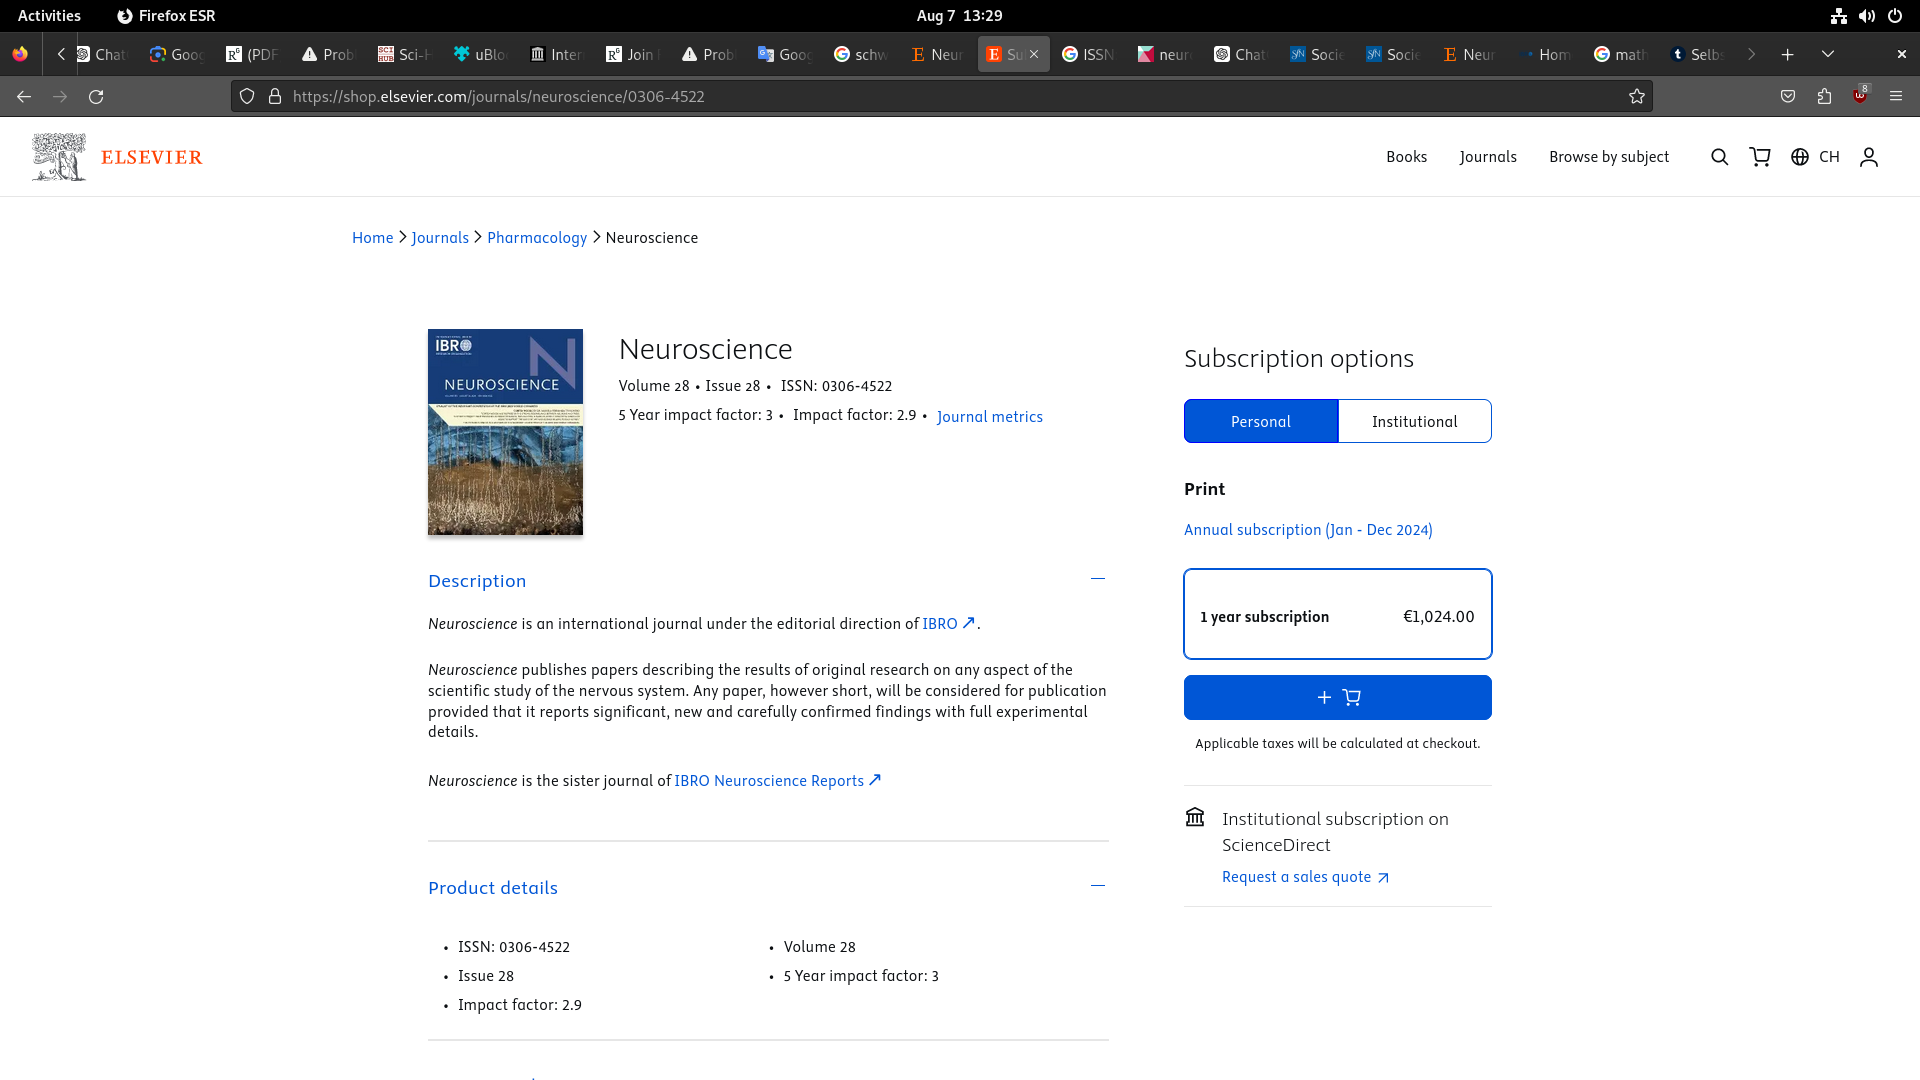 Activities
Firefox ESR
Aug 7 13:29
Chat
Goog
(PDF
Prob
Sci-H
uBlo
Inter
Join
Prob
Goog
schw
Neur
Su
ISSN
neur
Chat
Socie
Socie
Neur
Hom
math
Selbs
https://shop.elsevier.com/journals/neuroscience/0306-4522
8
ELSEVIER
Books
Journals
Browse by subject
CH
Home > Journals > Pharmacology > Neuroscience
IBRO
N
NEUROSCIENCE
Neuroscience
Volume 28 • Issue 28 • ISSN: 0306-4522
5 Year impact factor: 3 • Impact factor: 2.9 • Journal metrics
Description
Neuroscience is an international journal under the editorial direction of IBRO ↗.
Neuroscience publishes papers describing the results of original research on any aspect of the
scientific study of the nervous system. Any paper, however short, will be considered for publication
provided that it reports significant, new and carefully confirmed findings with full experimental
details.
Neuroscience is the sister journal of IBRO Neuroscience Reports ↗
Product details
• ISSN: 0306-4522
• Volume 28
• Issue 28
• 5 Year impact factor: 3
• Impact factor: 2.9
Subscription options
Personal
Institutional
Print
Annual subscription (Jan - Dec 2024)
1 year subscription €1,024.00
+
Applicable taxes will be calculated at checkout.
Institutional subscription on
ScienceDirect
Request a sales quote ↗